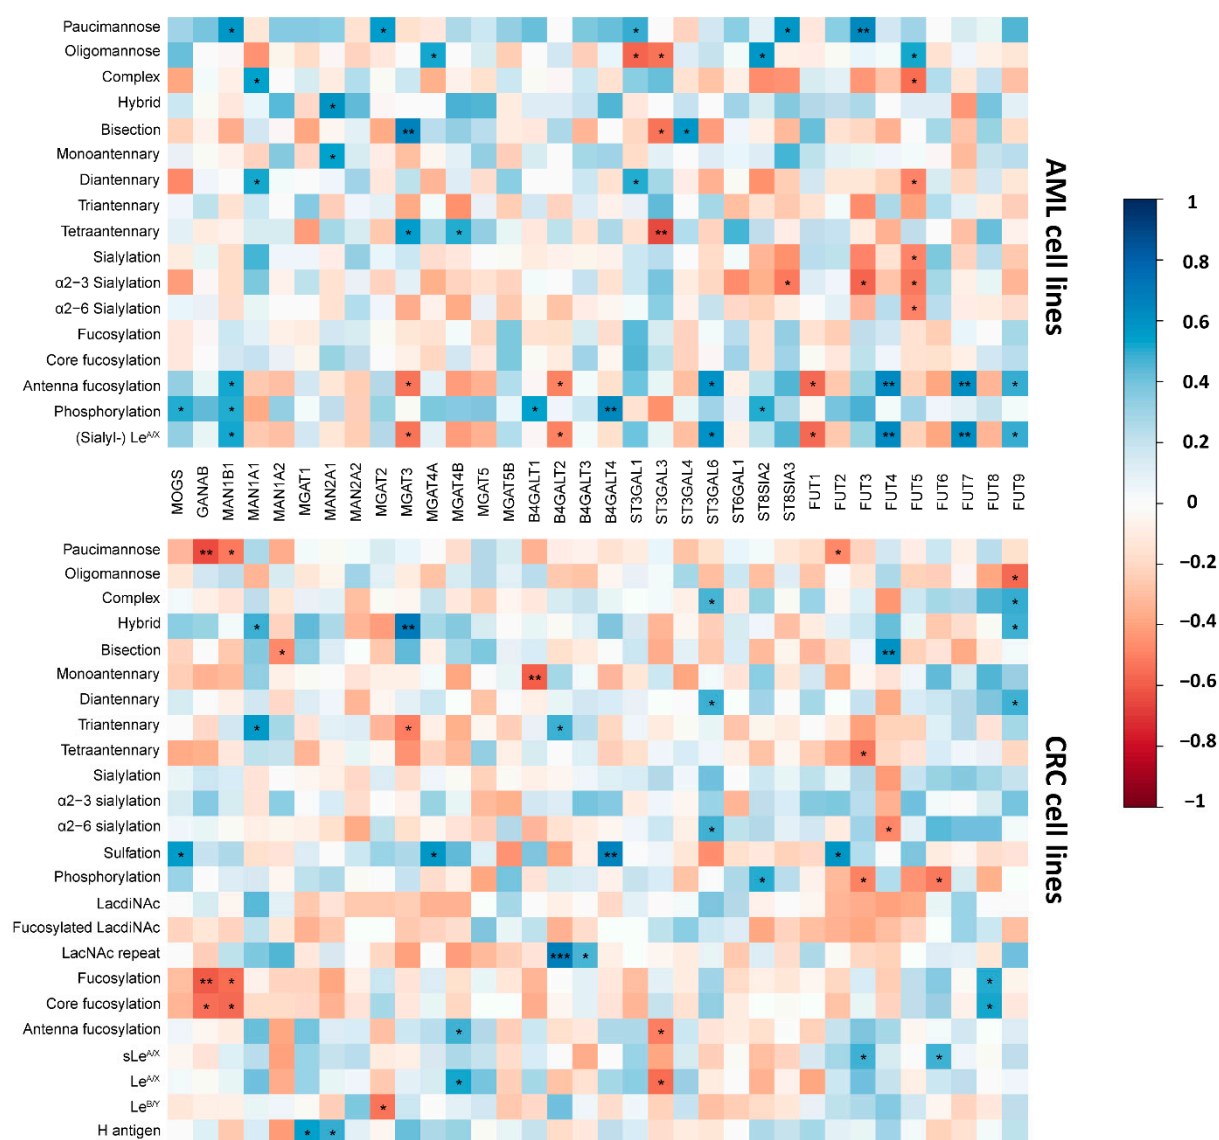 Paucimannose * * * * **
Oligomannose * * * * *
Complex * *
Hybrid *
Bisection ** * *
Monoantennary *
Diantennary * * *
Triantennary
Tetraantennary * * **
Sialylation *
α2−3 Sialylation * * *
α2−6 Sialylation *
Fucosylation
Core fucosylation
Antenna fucosylation * * * * * ** ** *
Phosphorylation * * * ** *
(Sialyl-) Le^A/X * * * * * ** ** *
AML cell lines
MOGS
GANAB
MAN1B1
MAN1A1
MAN1A2
MGAT1
MAN2A1
MAN2A2
MGAT2
MGAT3
MGAT4A
MGAT4B
MGAT5
MGAT5B
B4GALT1
B4GALT2
B4GALT3
B4GALT4
ST3GAL1
ST3GAL3
ST3GAL4
ST3GAL6
ST6GAL1
ST8SIA2
ST8SIA3
FUT1
FUT2
FUT3
FUT4
FUT5
FUT6
FUT7
FUT8
FUT9
Paucimannose ** * *
Oligomannose *
Complex * *
Hybrid * ** *
Bisection * **
Monoantennary **
Diantennary * *
Triantennary * * *
Tetraantennary *
Sialylation
α2−3 sialylation
α2−6 sialylation * *
Sulfation * * ** *
Phosphorylation * * *
LacdiNAc
Fucosylated LacdiNAc
LacNAc repeat *** *
Fucosylation ** * *
Core fucosylation * * *
Antenna fucosylation * *
sLe^A/X * *
Le^A/X * *
Le^B/Y *
H antigen * *
CRC cell lines
1
0.8
0.6
0.4
0.2
0
−0.2
−0.4
−0.6
−0.8
−1